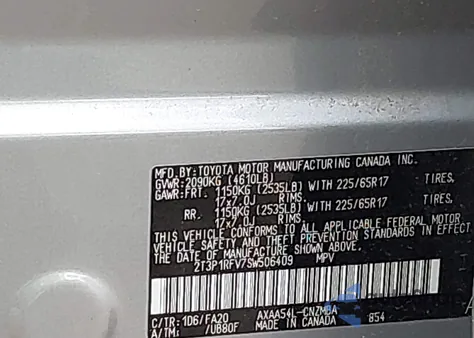 MFD.BY:TOYOTA MOTOR MANUFACTURING CANADA INC.
GVWR:2090KG (4610LB)
GAWR:FRT. 1150KG (2535LB) WITH 225/65R17 TIRES,
17x7.0J RIMS.
RR. 1150KG (2535LB) WITH 225/65R17 TIRES,
17x7.0J RIMS.
THIS VEHICLE CONFORMS TO ALL APPLICABLE FEDERAL MOTOR
VEHICLE SAFETY AND THEFT PREVENTION STANDARDS IN EFFECT
ON THE DATE OF MANUFACTURE SHOWN ABOVE.
2T3P1RFV7SW506409 MPV
C/TR:1D6/FA20 AXAA54L-CNZMBA
A/TM: /UB80F MADE IN CANADA 854